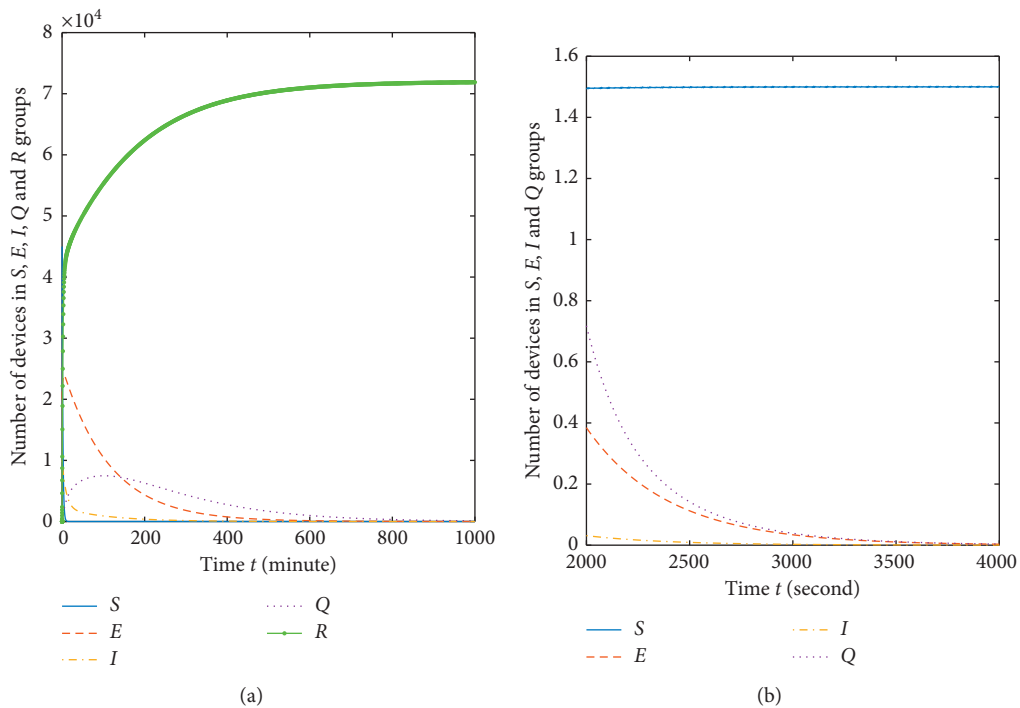 ×10⁴
8
7
6
5
4
3
2
1
0
Number of devices in S, E, I, Q and R groups
0 200 400 600 800 1000
Time t (minute)
S
E
I
Q
R
(a)
1.6
1.4
1.2
1
0.8
0.6
0.4
0.2
0
Number of devices in S, E, I and Q groups
2000 2500 3000 3500 4000
Time t (second)
S
E
I
Q
(b)